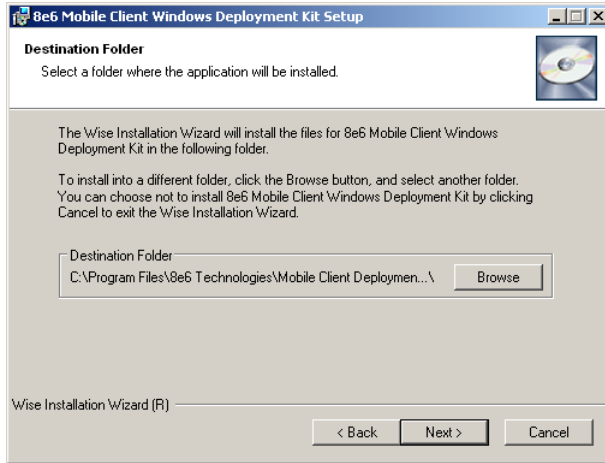 8e6 Mobile Client Windows Deployment Kit Setup
Destination Folder
Select a folder where the application will be installed.
The Wise Installation Wizard will install the files for 8e6 Mobile Client Windows
Deployment Kit in the following folder.
To install into a different folder, click the Browse button, and select another folder.
You can choose not to install 8e6 Mobile Client Windows Deployment Kit by clicking
Cancel to exit the Wise Installation Wizard.
Destination Folder
C:\Program Files\8e6 Technologies\Mobile Client Deploymen...\ Browse
Wise Installation Wizard (R)
< Back Next > Cancel